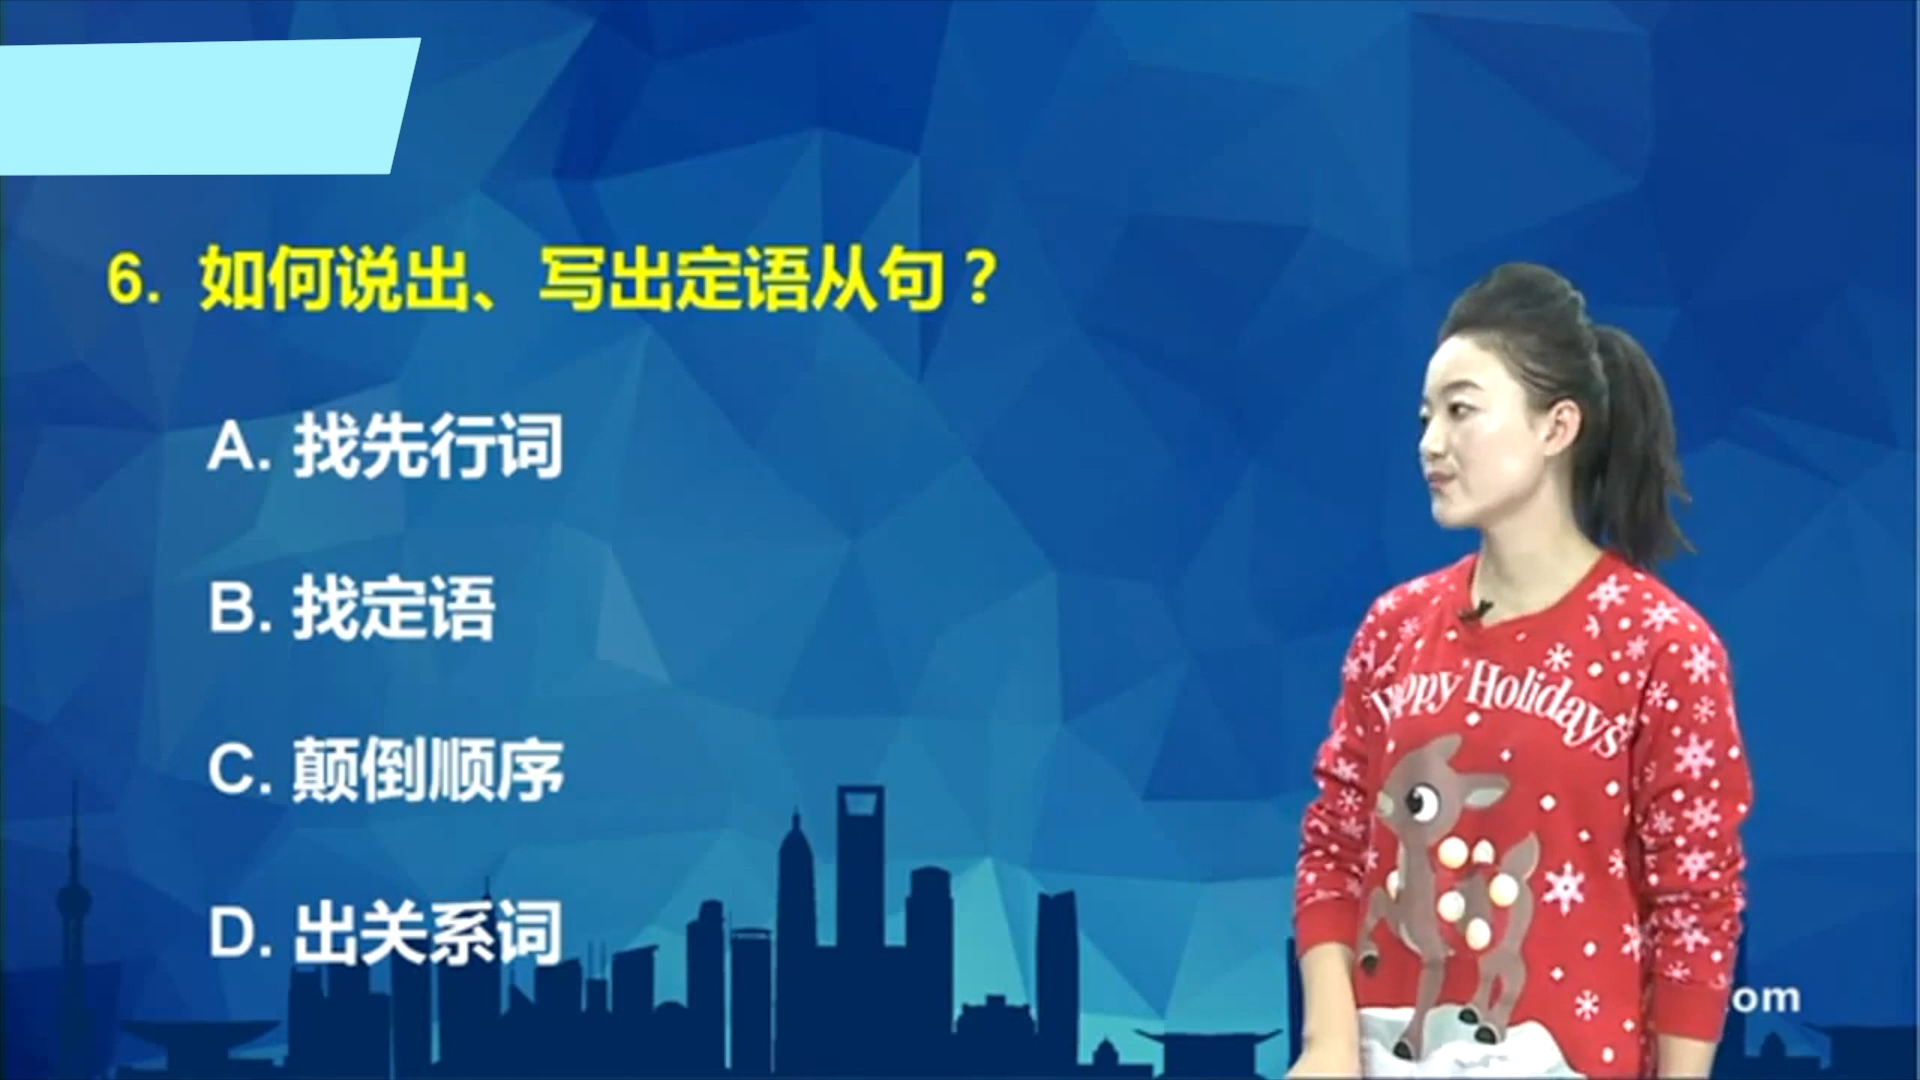 6. 如何说出、写出定语从句？
A. 找先行词
B. 找定语
C. 颠倒顺序
D. 出关系词
Happy Holidays
om